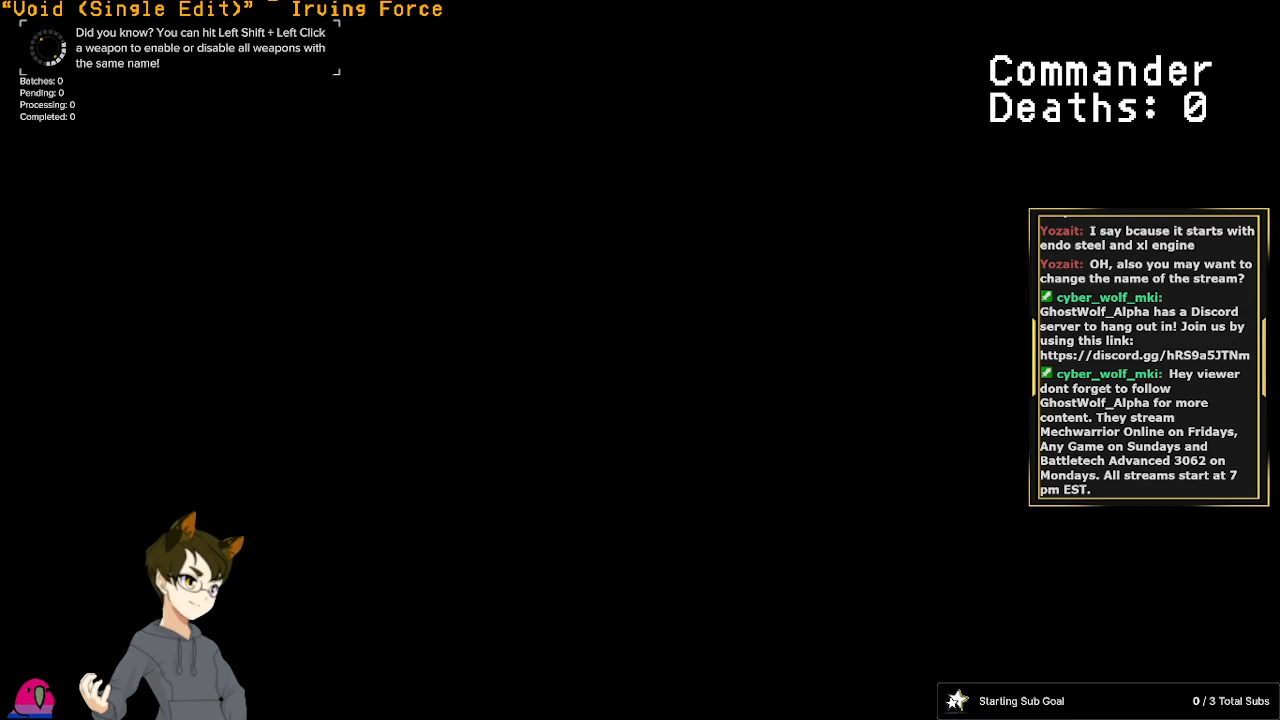 “Void (Single Edit)” - Irving Force
Did you know? You can hit Left Shift + Left Click
a weapon to enable or disable all weapons with
the same name!
Batches: 0
Pending: 0
Processing: 0
Completed: 0
Commander
Deaths: 0
Yozait: I say bcause it starts with
endo steel and xl engine
Yozait: OH, also you may want to
change the name of the stream?
cyber_wolf_mki:
GhostWolf_Alpha has a Discord
server to hang out in! Join us by
using this link:
https://discord.gg/hRS9a5JTNm
cyber_wolf_mki: Hey viewer
dont forget to follow
GhostWolf_Alpha for more
content. They stream
Mechwarrior Online on Fridays,
Any Game on Sundays and
Battletech Advanced 3062 on
Mondays. All streams start at 7
pm EST.
Starting Sub Goal
0 / 3 Total Subs